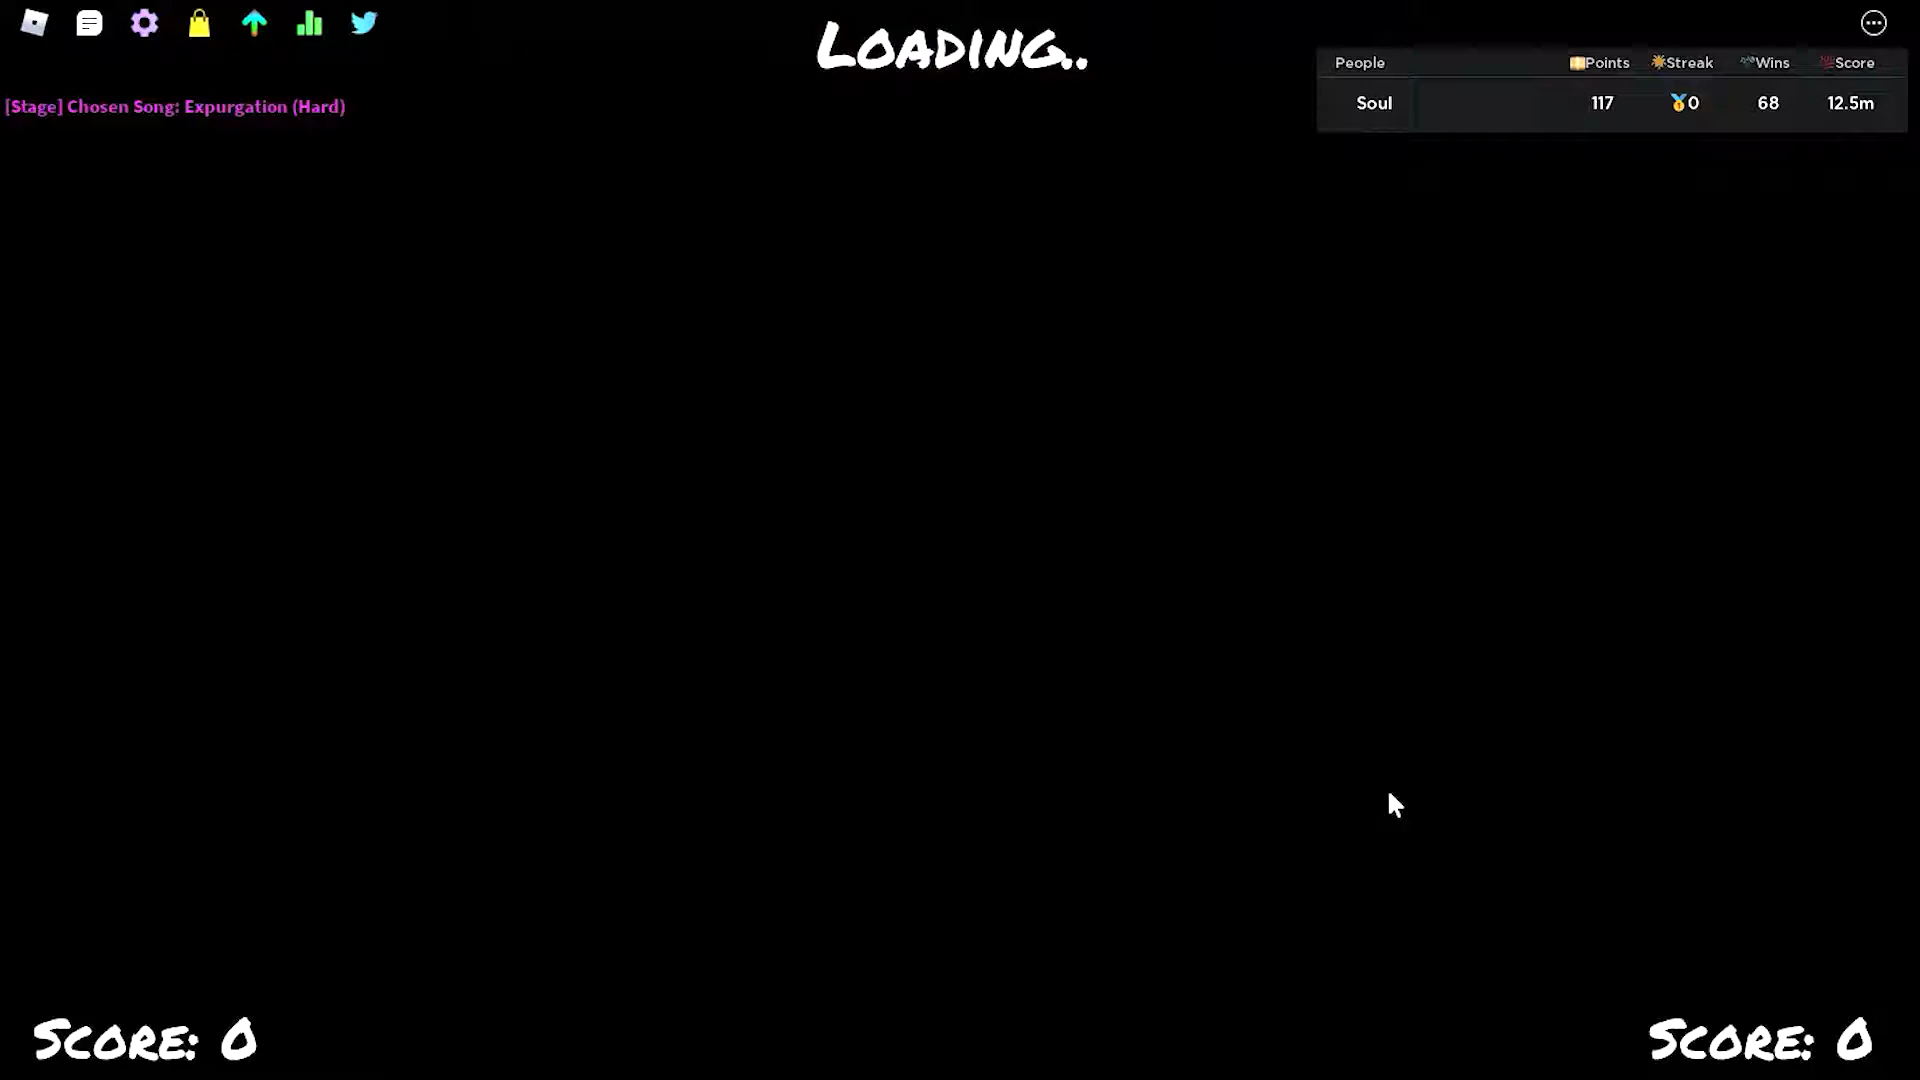 Loading..
People Points Streak Wins Score
Soul 117 0 68 12.5m
[Stage] Chosen Song: Expurgation (Hard)
Score: 0
Score: 0